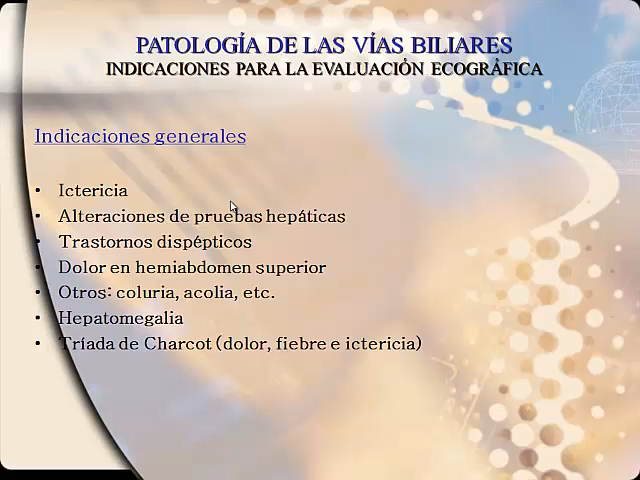 PATOLOGÍA DE LAS VÍAS BILIARES
INDICACIONES PARA LA EVALUACIÓN ECOGRÁFICA
Indicaciones generales
• Ictericia
• Alteraciones de pruebas hepáticas
• Trastornos dispépticos
• Dolor en hemiabdomen superior
• Otros: coluria, acolia, etc.
• Hepatomegalia
• Tríada de Charcot (dolor, fiebre e ictericia)